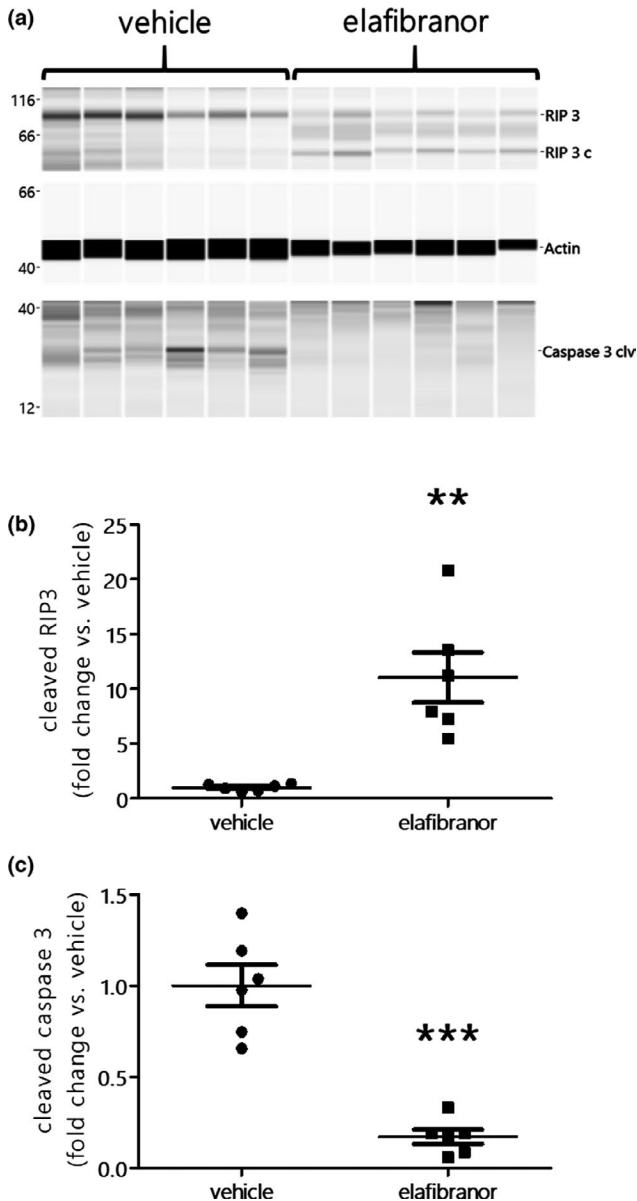 (a)
vehicle elafibranor
116-
66-
-RIP 3
-RIP 3 c
66-
40-
-Actin
40-
12-
-Caspase 3 clv
(b)
**
cleaved RIP3
(fold change vs. vehicle)
25
20
15
10
5
0
vehicle elafibranor
(c)
***
cleaved caspase 3
(fold change vs. vehicle)
1.5
1.0
0.5
0.0
vehicle elafibranor